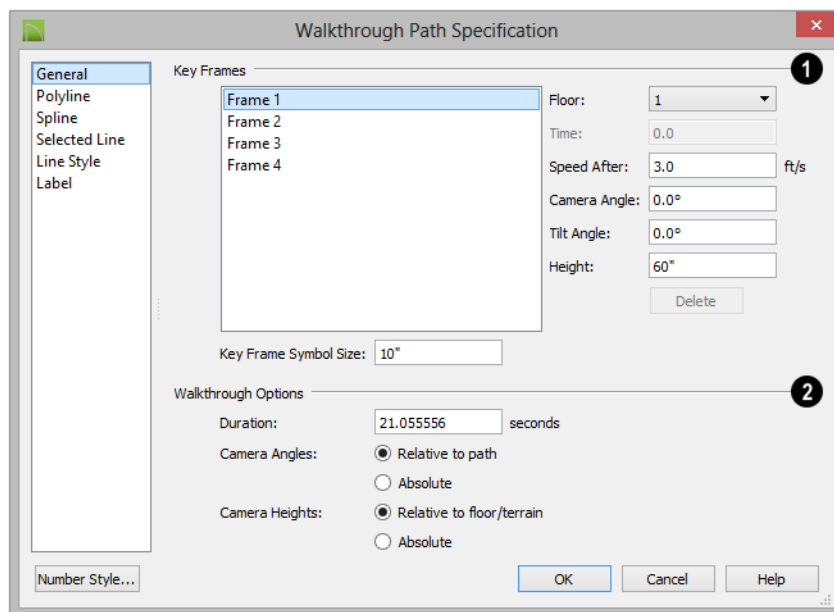 Walkthrough Path Specification
General
Polyline
Spline
Selected Line
Line Style
Label
Key Frames
1
Frame 1
Frame 2
Frame 3
Frame 4
Floor: 1
Time: 0.0
Speed After: 3.0 ft/s
Camera Angle: 0.0°
Tilt Angle: 0.0°
Height: 60"
Delete
Key Frame Symbol Size: 10"
Walkthrough Options
2
Duration: 21.055556 seconds
Camera Angles: Relative to path
Absolute
Camera Heights: Relative to floor/terrain
Absolute
Number Style... OK Cancel Help